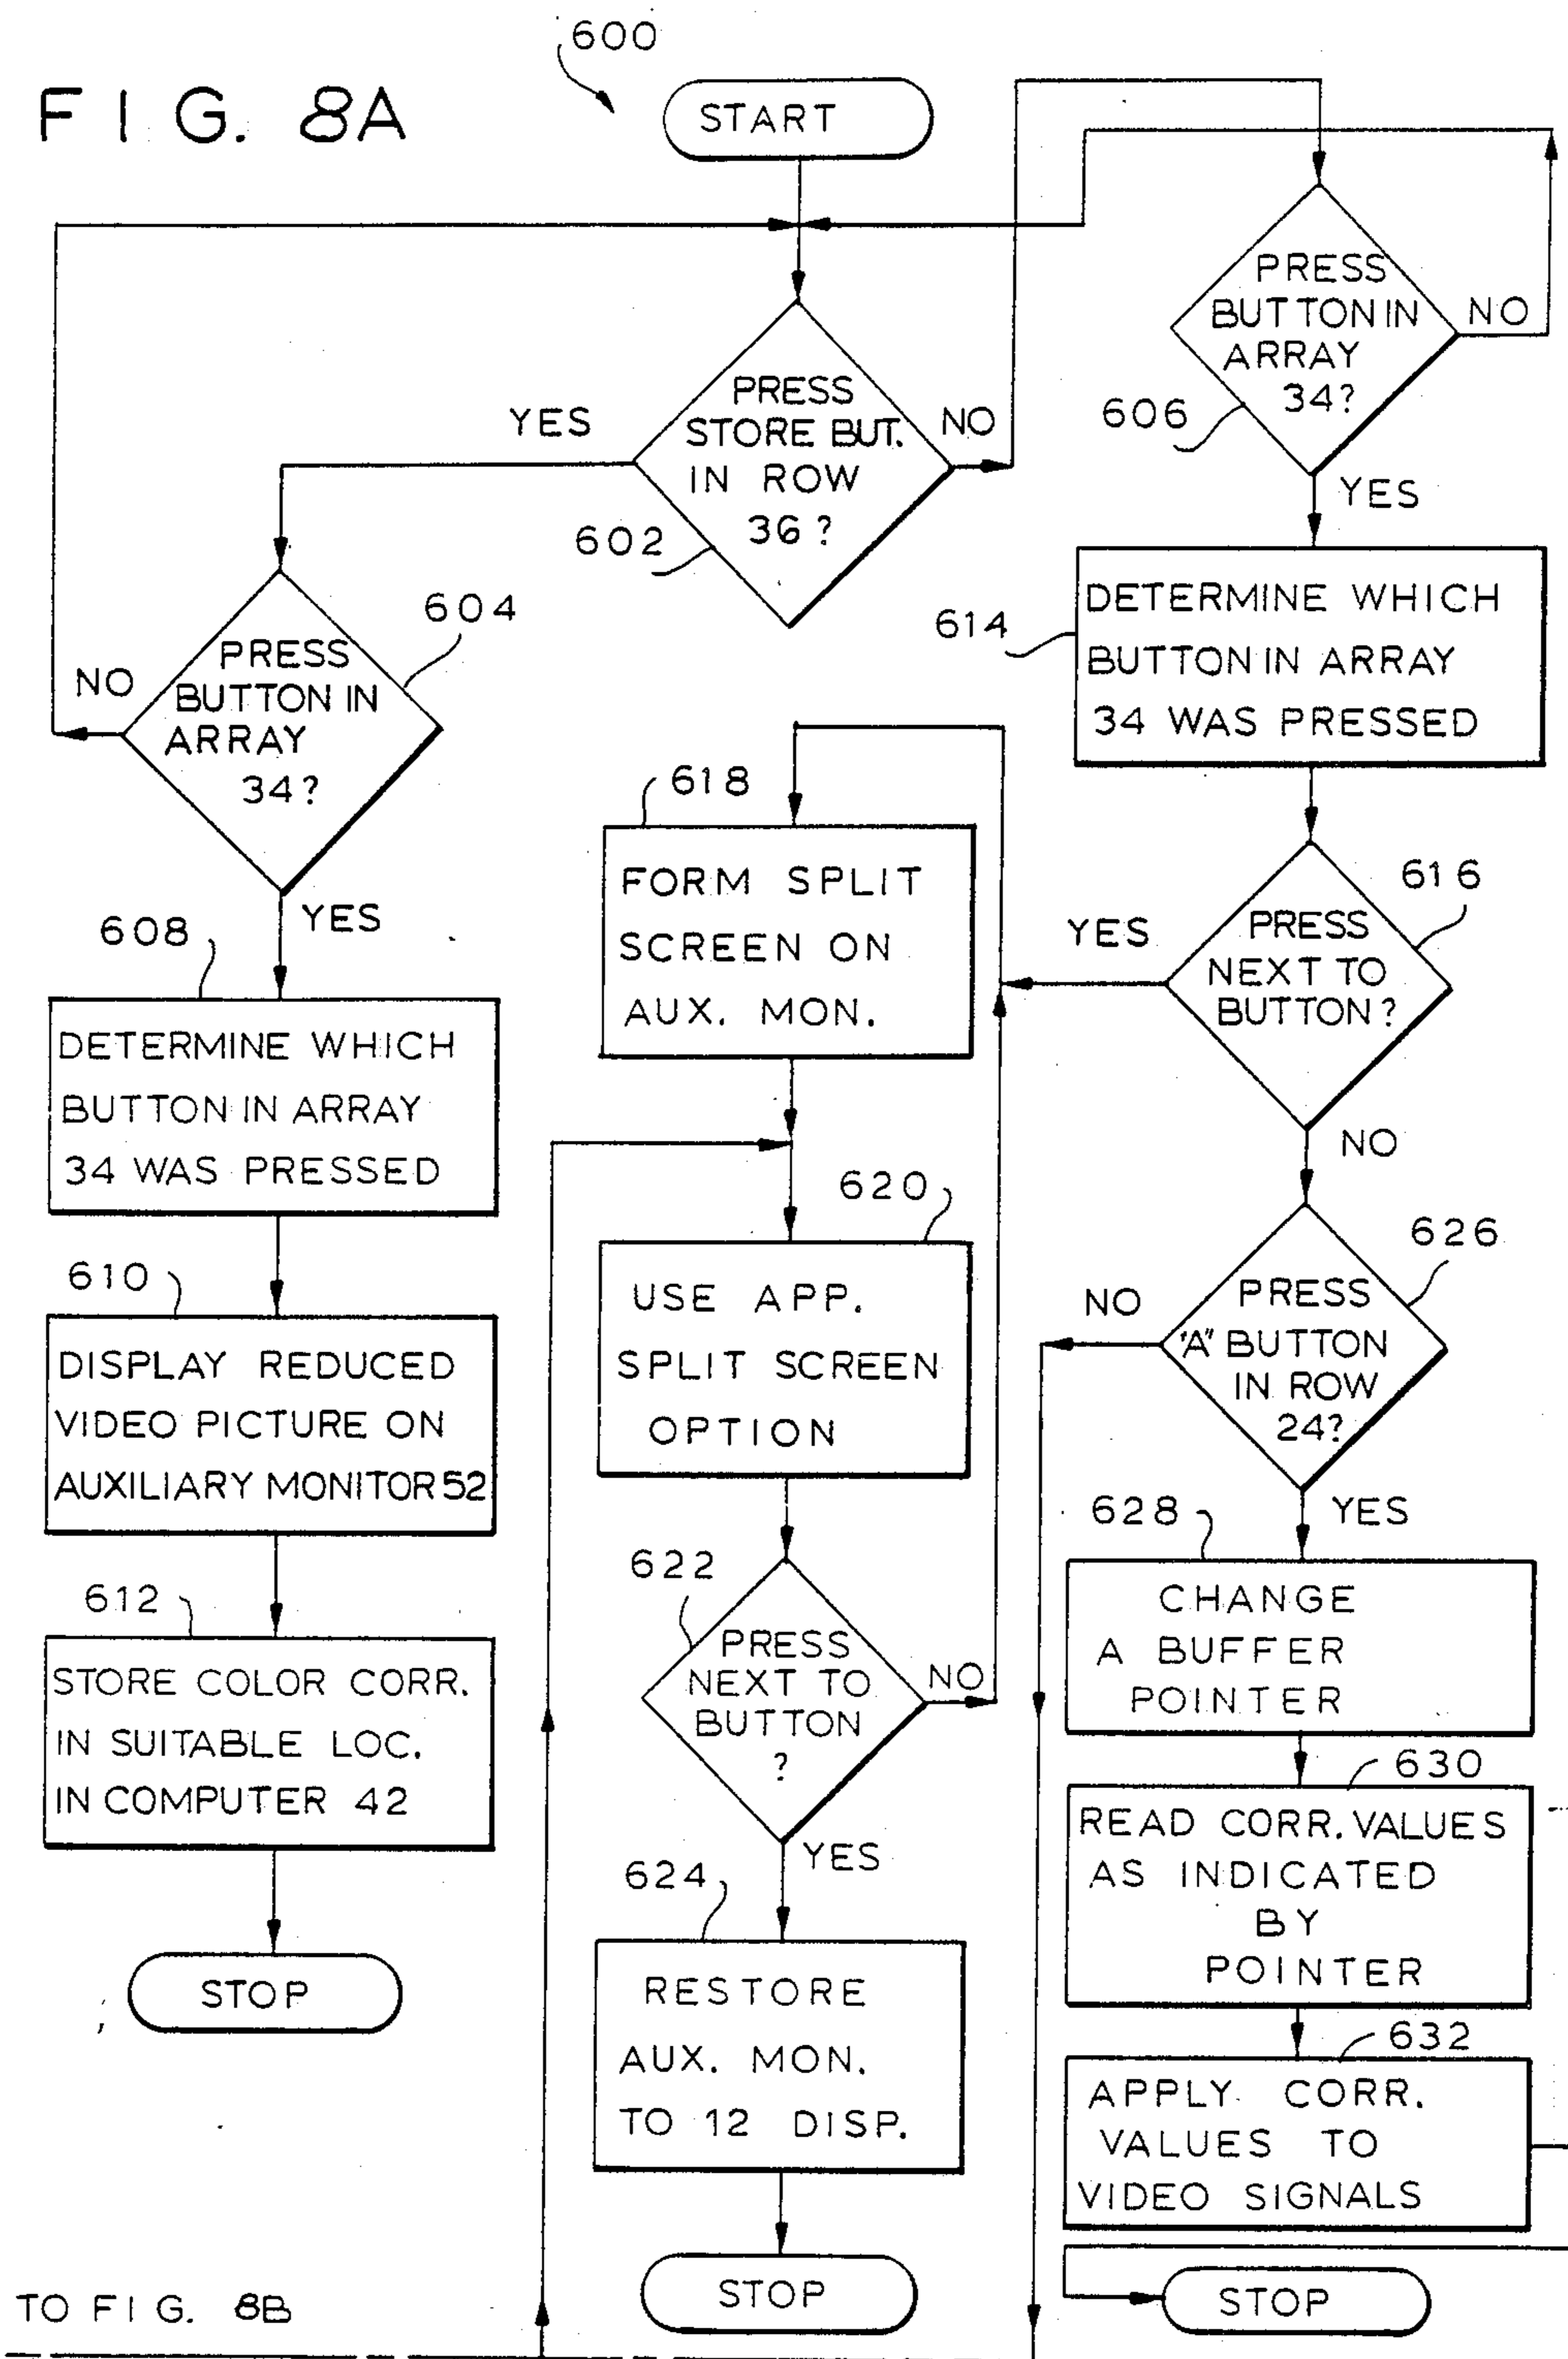 600
FIG. 8A
START
PRESS
STORE BUT.
IN ROW
36?
YES
NO
602
PRESS
BUTTON IN
ARRAY
34?
NO
606
YES
604
PRESS
BUTTON IN
ARRAY
34?
NO
YES
608
DETERMINE WHICH
BUTTON IN ARRAY
34 WAS PRESSED
610
DISPLAY REDUCED
VIDEO PICTURE ON
AUXILIARY MONITOR 52
612
STORE COLOR CORR.
IN SUITABLE LOC.
IN COMPUTER 42
STOP
614
DETERMINE WHICH
BUTTON IN ARRAY
34 WAS PRESSED
616
PRESS
NEXT TO
BUTTON?
YES
NO
618
FORM SPLIT
SCREEN ON
AUX. MON.
620
USE APP.
SPLIT SCREEN
OPTION
622
PRESS
NEXT TO
BUTTON
?
NO
YES
624
RESTORE
AUX. MON.
TO 12 DISP.
STOP
626
PRESS
"A" BUTTON
IN ROW
24?
NO
YES
628
CHANGE
A BUFFER
POINTER
630
READ CORR. VALUES
AS INDICATED
BY
POINTER
632
APPLY CORR.
VALUES TO
VIDEO SIGNALS
STOP
TO FIG. 8B